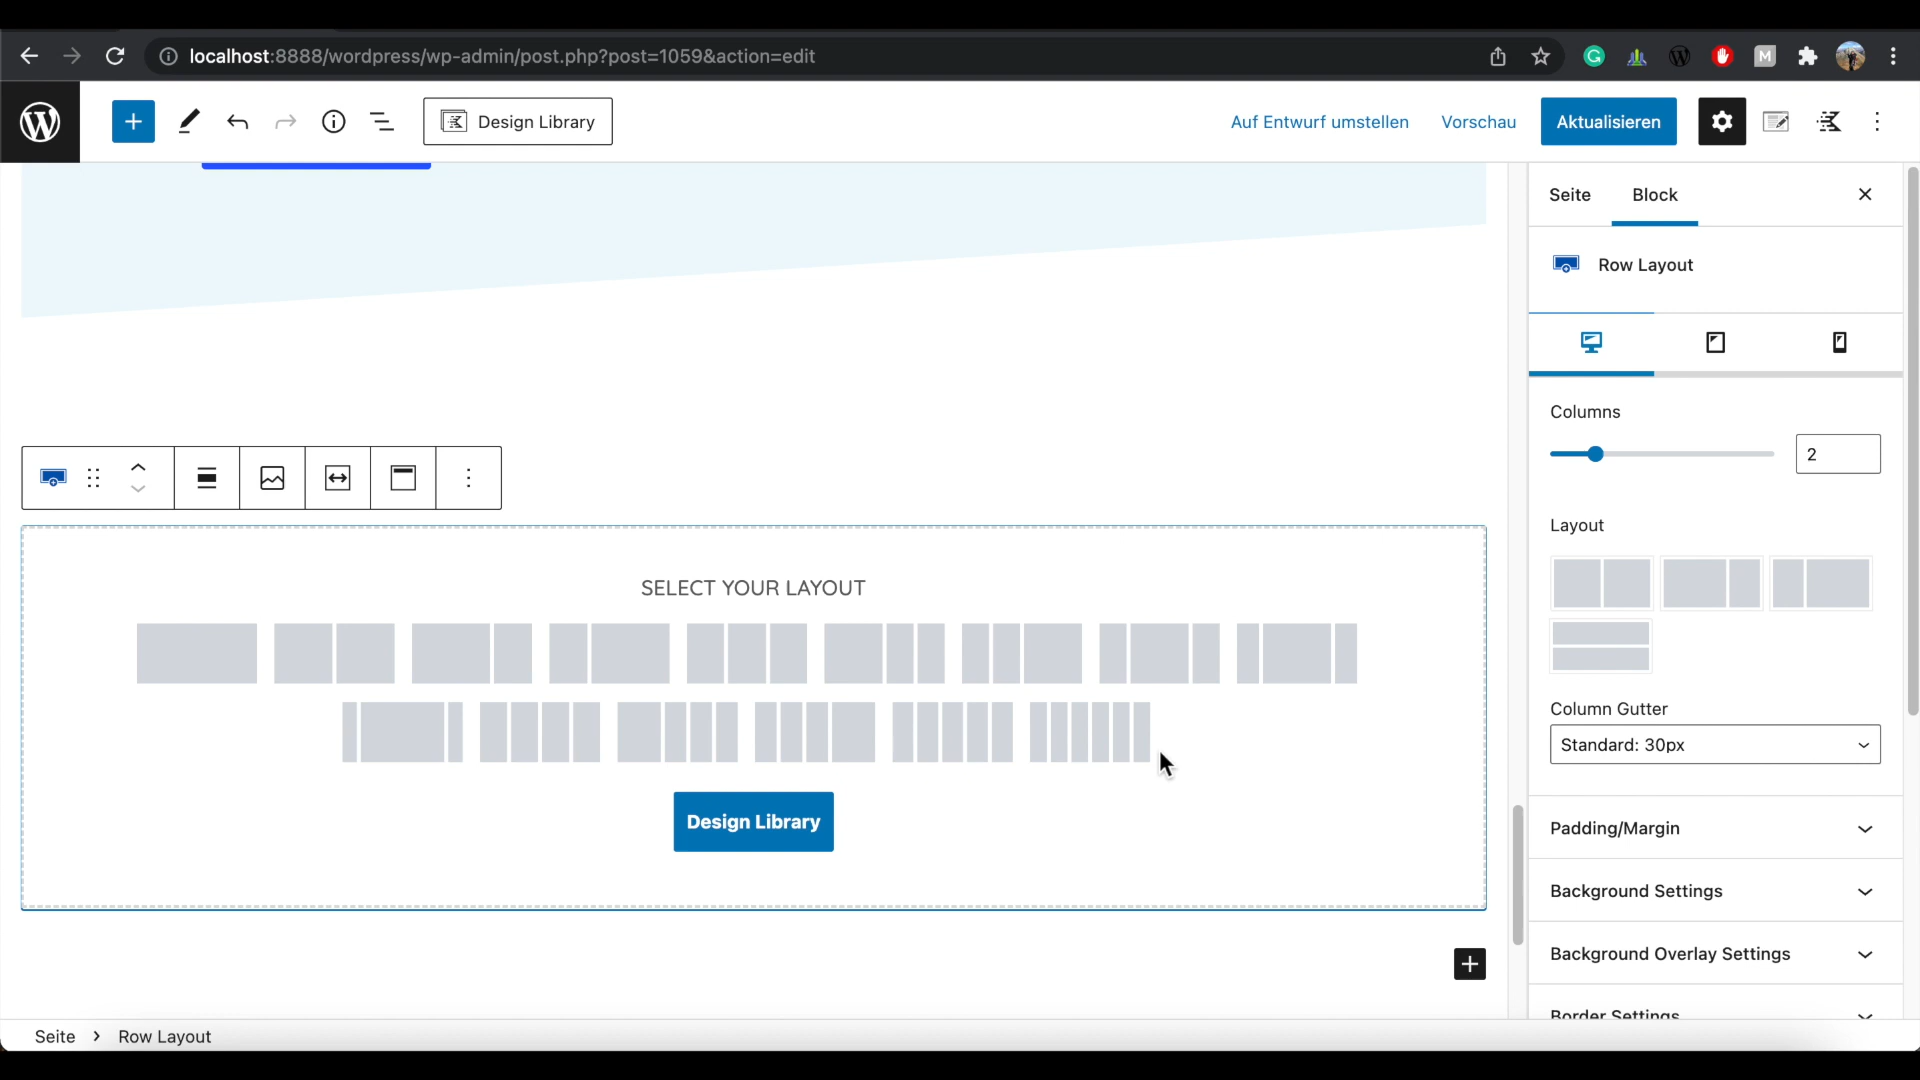 localhost:8888/wordpress/wp-admin/post.php?post=1059&action=edit
Design Library
Auf Entwurf umstellen
Vorschau
Aktualisieren
Seite
Block
Row Layout
Columns
2
Layout
SELECT YOUR LAYOUT
Column Gutter
Standard: 30px
Design Library
Padding/Margin
Background Settings
Background Overlay Settings
Border Settings
Seite > Row Layout